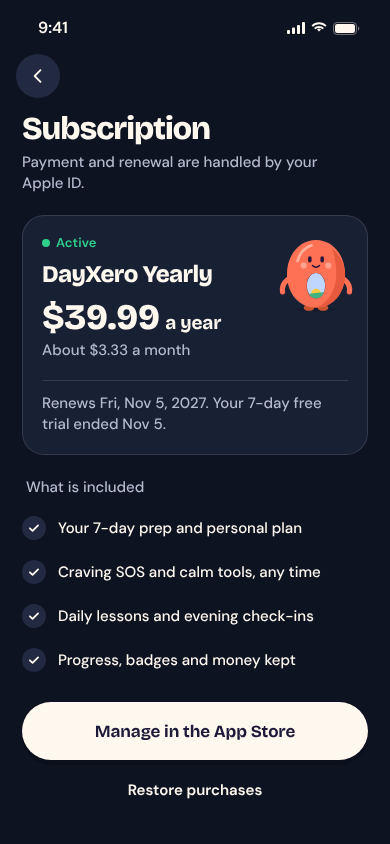 9:41
Subscription
Payment and renewal are handled by your
Apple ID.
Active
DayXero Yearly
$39.99 a year
About $3.33 a month
Renews Fri, Nov 5, 2027. Your 7-day free
trial ended Nov 5.
What is included
Your 7-day prep and personal plan
Craving SOS and calm tools, any time
Daily lessons and evening check-ins
Progress, badges and money kept
Manage in the App Store
Restore purchases